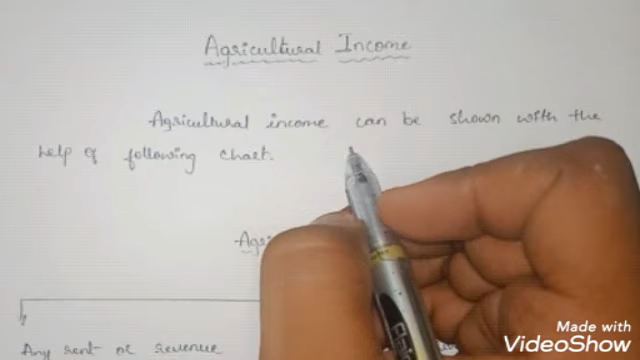 Agricultural Income
Agricultural income can be shown with the
help of following chart.
Any rent or revenue
Made with
VideoShow